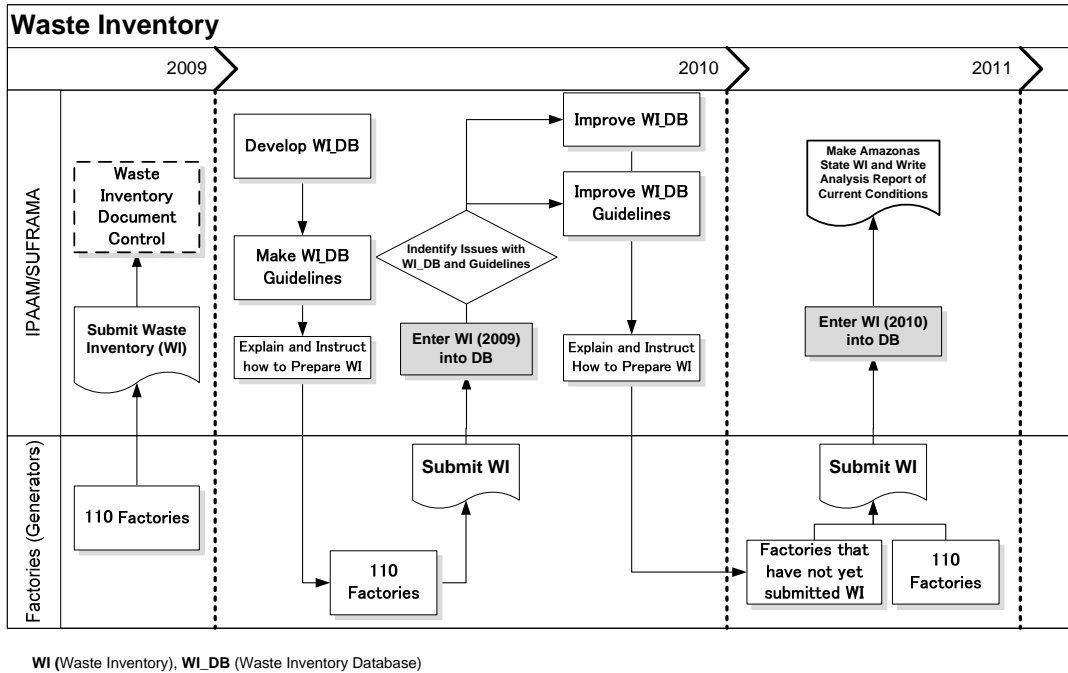 Waste Inventory
2009
2010
2011
IPAAM/SUFRAMA
Waste
Inventory
Document
Control
Submit Waste
Inventory (WI)
Develop WI_DB
Make WI_DB
Guidelines
Explain and Instruct
how to Prepare WI
Indentify Issues with
WI_DB and Guidelines
Enter WI (2009)
into DB
Improve WI_DB
Improve WI_DB
Guidelines
Explain and Instruct
How to Prepare WI
Make Amazonas
State WI and Write
Analysis Report of
Current Conditions
Enter WI (2010)
into DB
Factories (Generators)
110 Factories
110
Factories
Submit WI
Submit WI
Factories that
have not yet
submitted WI
110
Factories
WI (Waste Inventory), WI_DB (Waste Inventory Database)